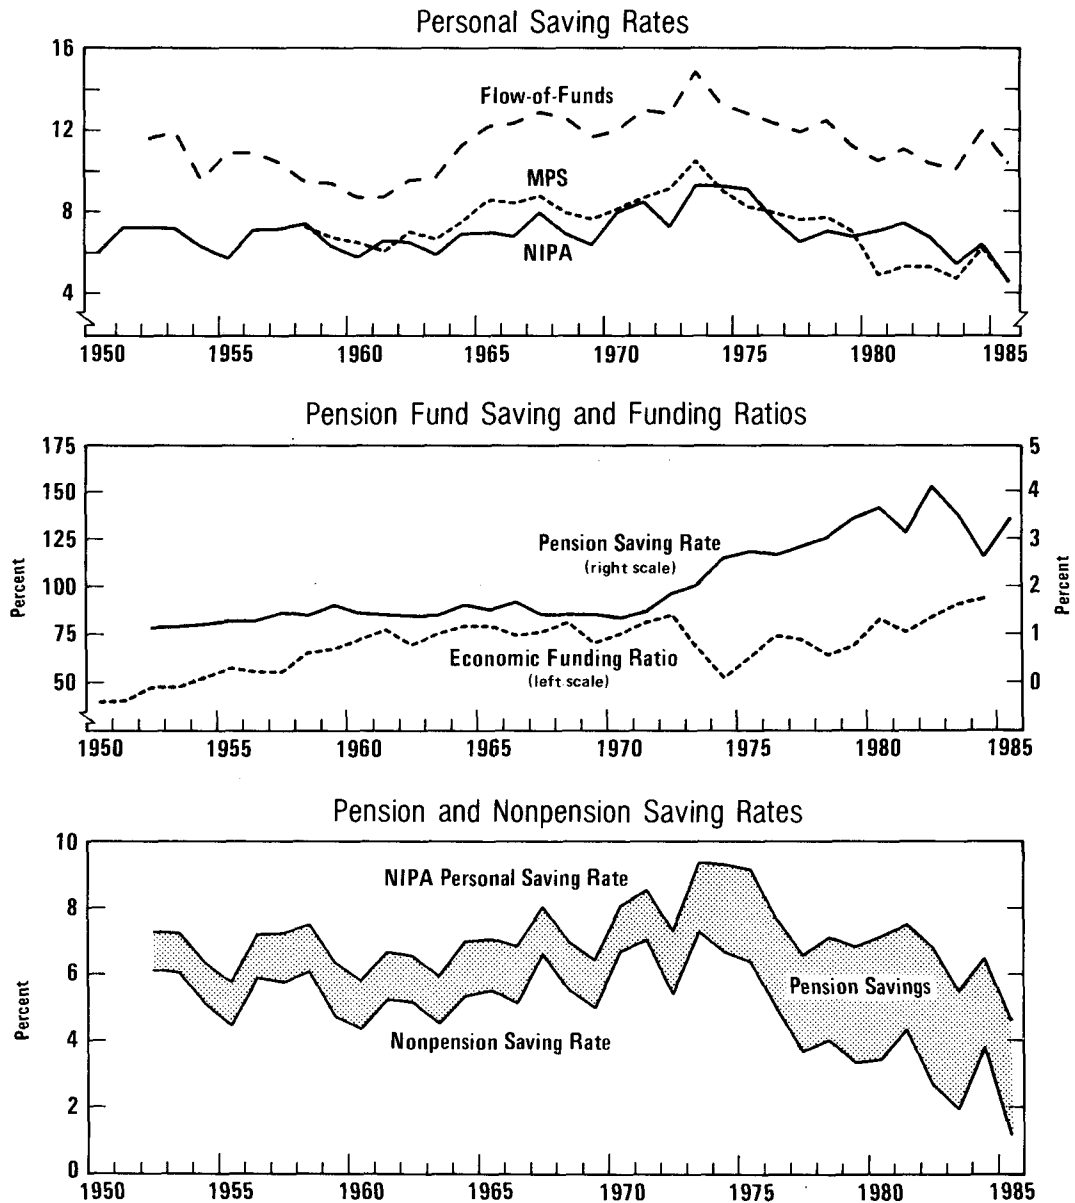 Personal Saving Rates
16
12
8
4
Flow-of-Funds
MPS
NIPA
1950 1955 1960 1965 1970 1975 1980 1985
Pension Fund Saving and Funding Ratios
175
150
125
100
75
50
Percent
5
4
3
2
1
0
Percent
Pension Saving Rate
(right scale)
Economic Funding Ratio
(left scale)
1950 1955 1960 1965 1970 1975 1980 1985
Pension and Nonpension Saving Rates
10
8
6
4
2
0
Percent
NIPA Personal Saving Rate
Pension Savings
Nonpension Saving Rate
1950 1955 1960 1965 1970 1975 1980 1985